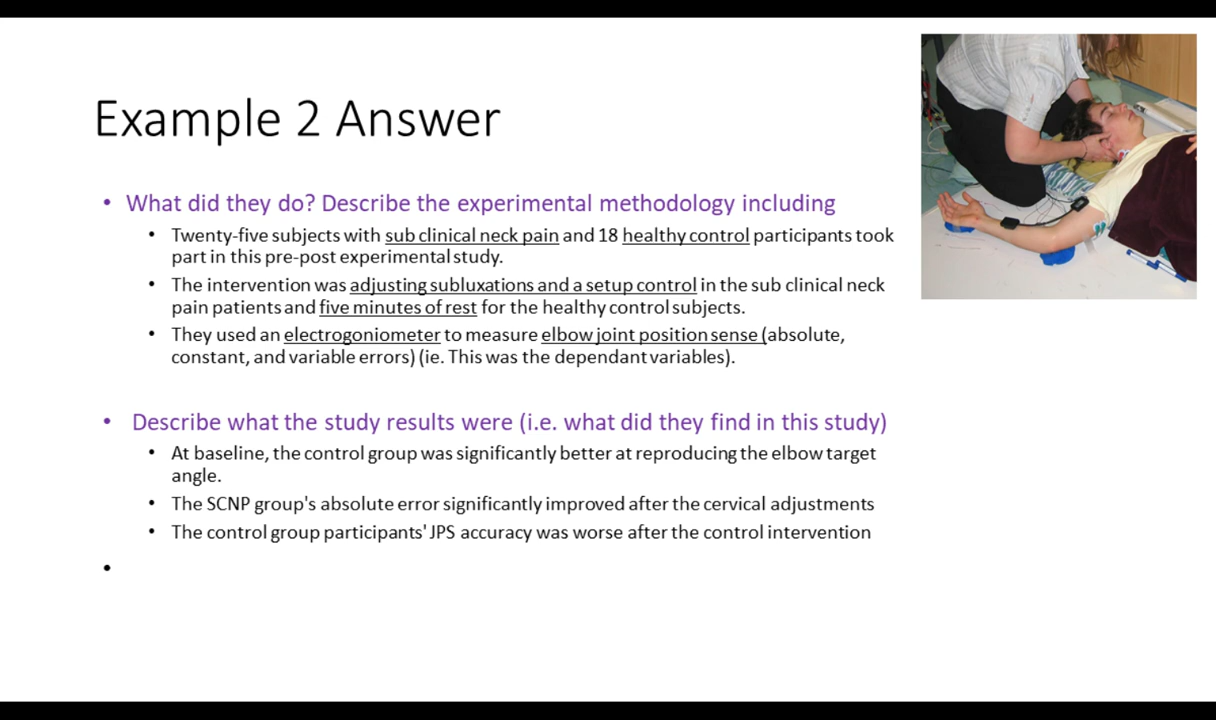 Example 2 Answer
• What did they do? Describe the experimental methodology including
• Twenty-five subjects with sub clinical neck pain and 18 healthy control participants took
part in this pre-post experimental study.
• The intervention was adjusting subluxations and a setup control in the sub clinical neck
pain patients and five minutes of rest for the healthy control subjects.
• They used an electrogoniometer to measure elbow joint position sense (absolute,
constant, and variable errors) (ie. This was the dependant variables).
• Describe what the study results were (i.e. what did they find in this study)
• At baseline, the control group was significantly better at reproducing the elbow target
angle.
• The SCNP group's absolute error significantly improved after the cervical adjustments
• The control group participants' JPS accuracy was worse after the control intervention
•